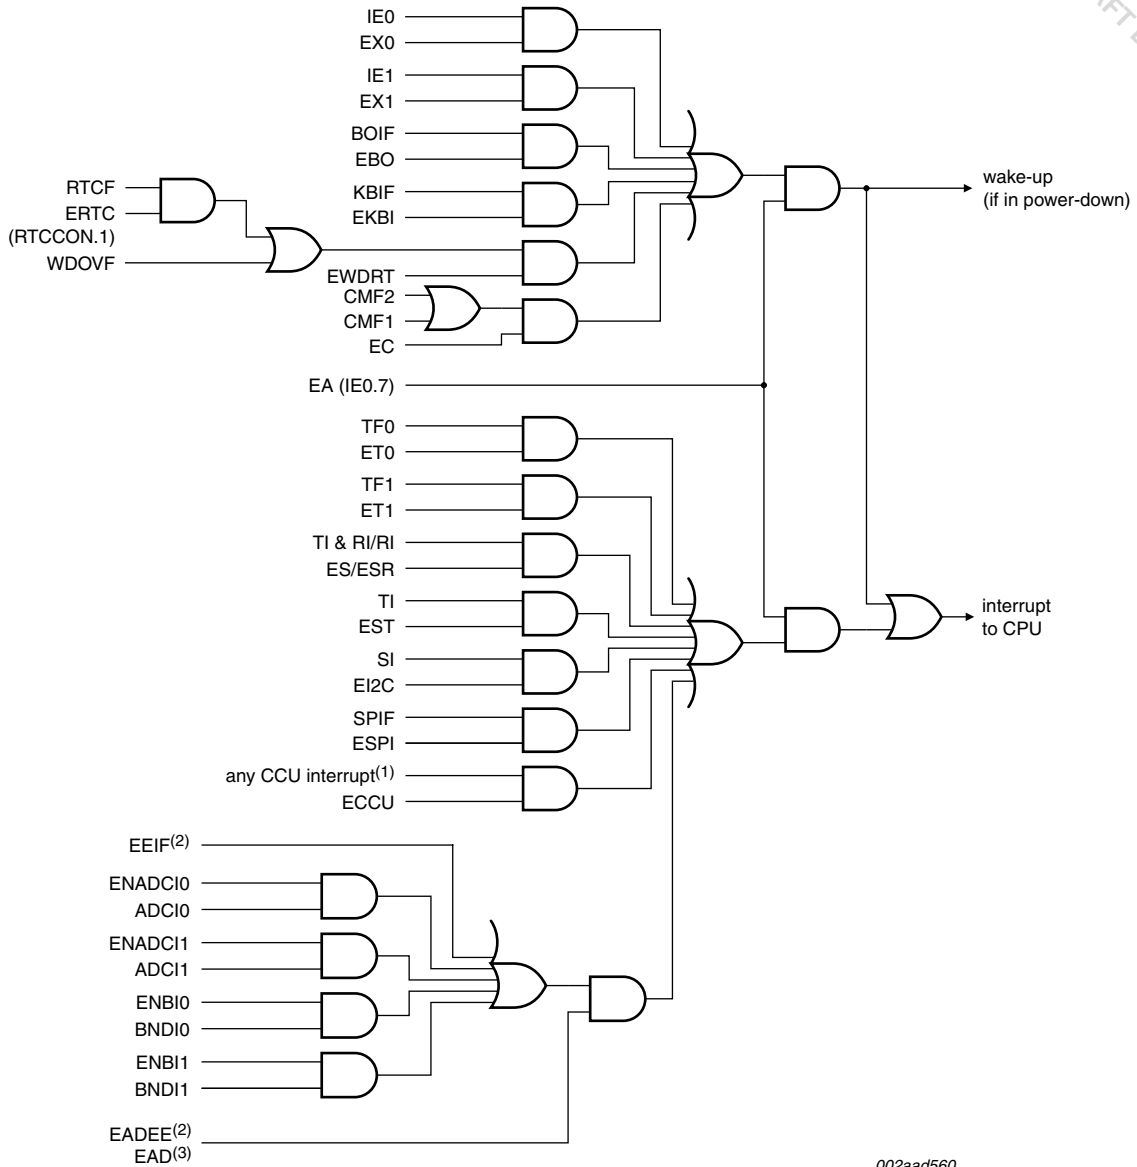 IE0
EX0
IE1
EX1
BOIF
EBO
KBIF
EKBI
RTCF
ERTC
(RTCCON.1)
WDOVF
EWDRT
CMF2
CMF1
EC
wake-up
(if in power-down)
EA (IE0.7)
TF0
ET0
TF1
ET1
TI & RI/RI
ES/ESR
TI
EST
SI
EI2C
SPIF
ESPI
any CCU interrupt(1)
ECCU
interrupt
to CPU
EEIF(2)
ENADCI0
ADCI0
ENADCI1
ADCI1
ENBI0
BNDI0
ENBI1
BNDI1
EADEE(2)
EAD(3)
002aad560